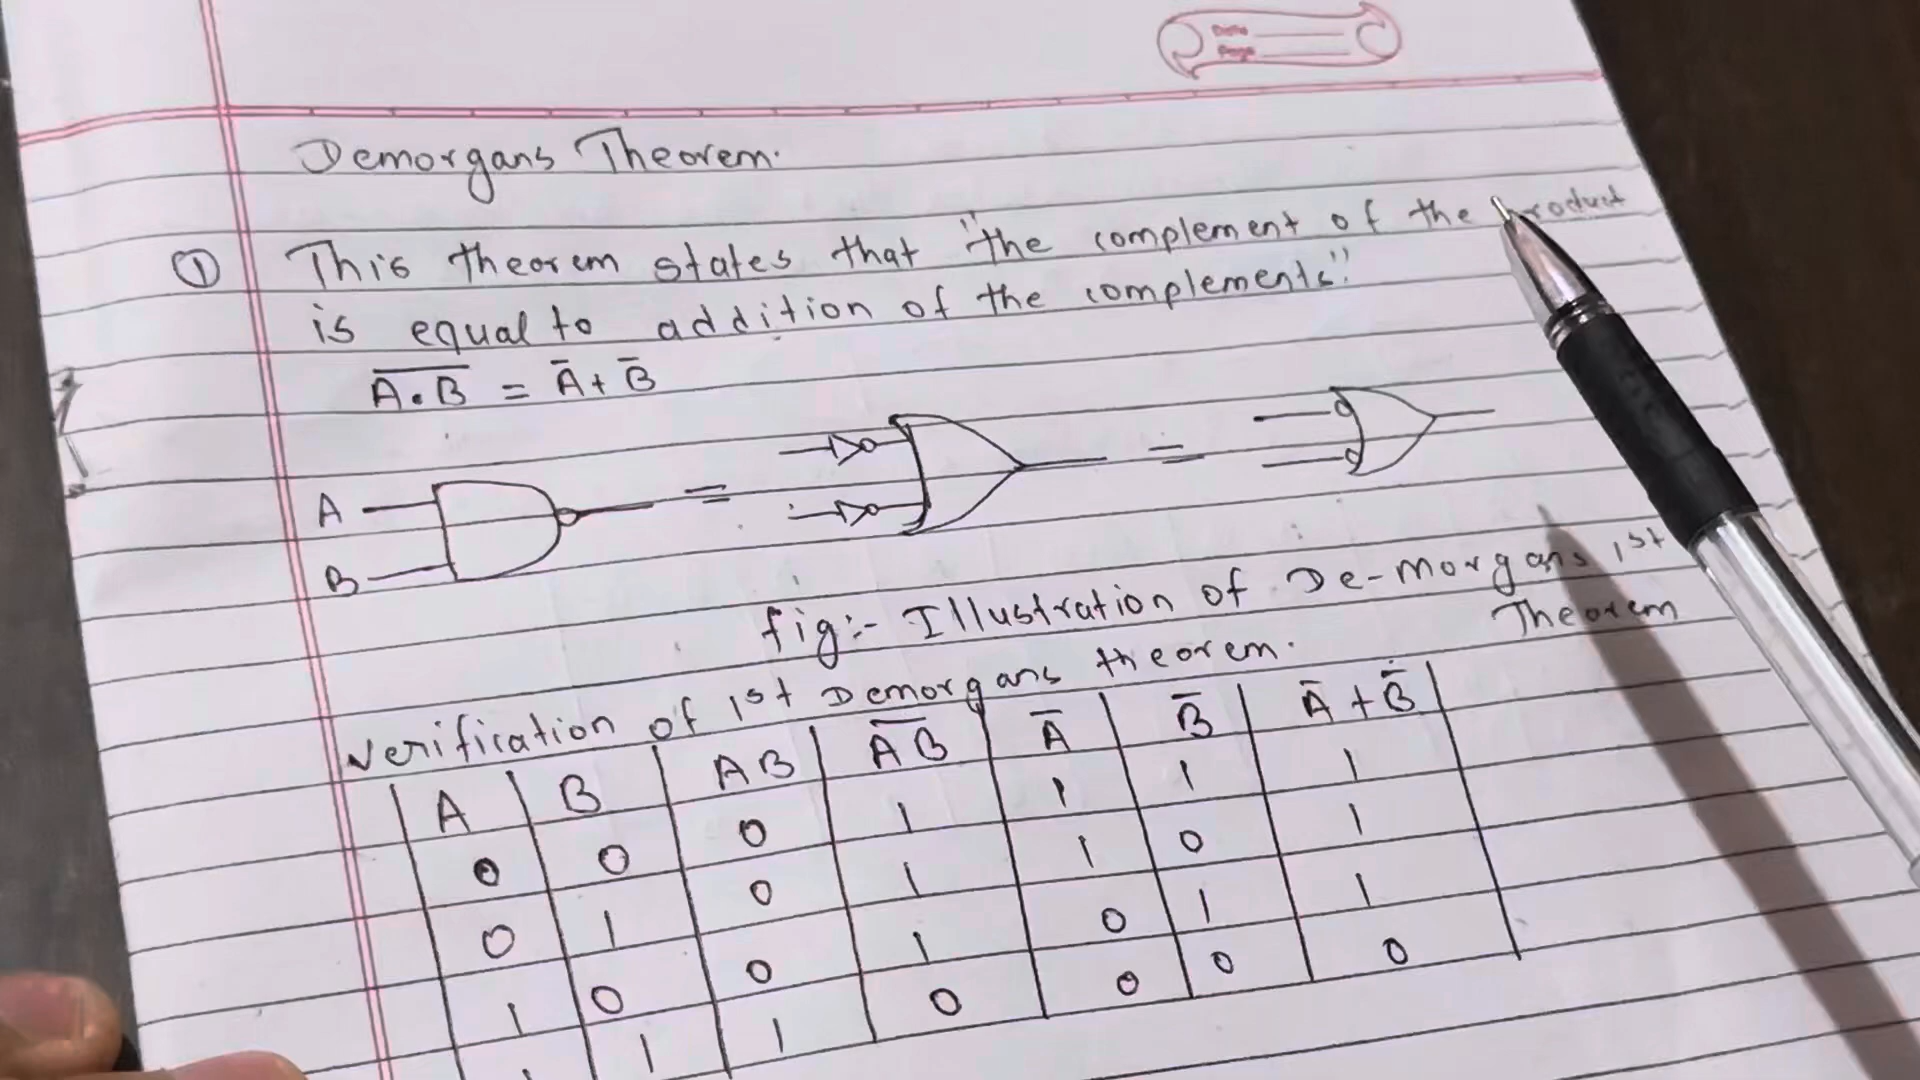 Date
Page
Demorgans Theorem.
① This theorem states that "the complement of the product
is equal to addition of the complements".
A̅.̅B̅ = A̅ + B̅
A
=
=
B
fig:- Illustration of De-morgans 1st
Theorem
Verification of 1st Demorgans theorem.
A B AB A̅B̅ A̅ B̅ A̅ + B̅
0 0 0 1 1 1 1
0 1 0 1 1 0 1
1 0 0 1 0 1 1
1 1 1 0 0 0 0